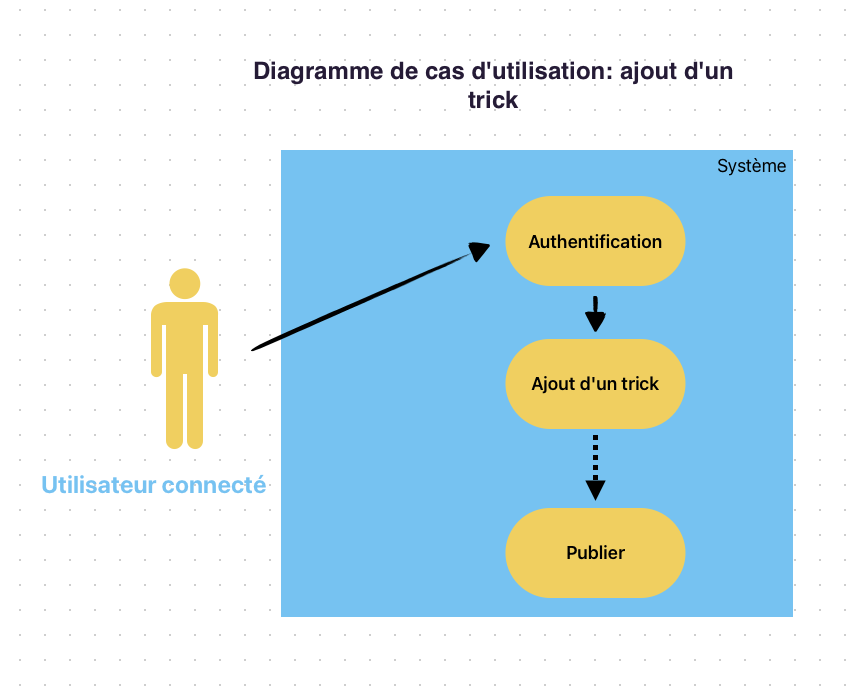 Diagramme de cas d'utilisation: ajout d'un
trick
Système
Authentification
Ajout d'un trick
Utilisateur connecté
Publier